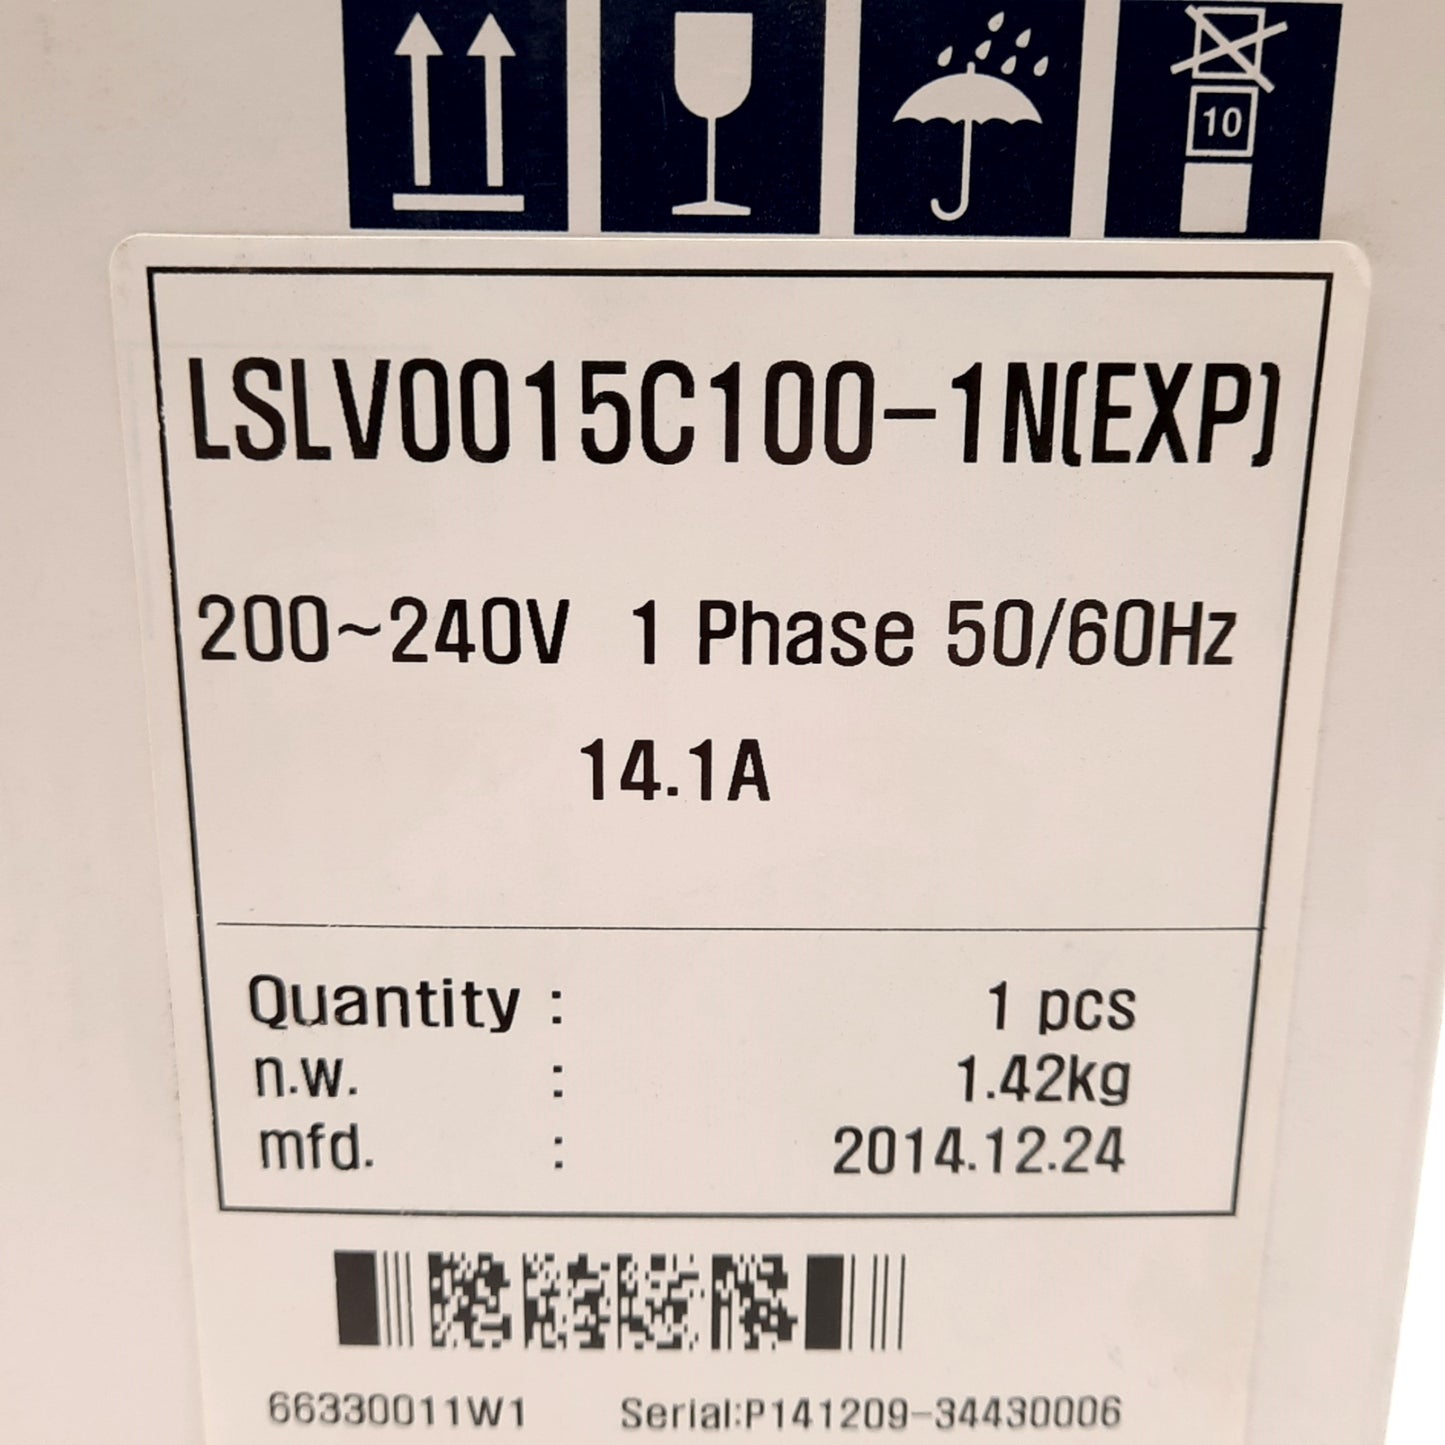 10
LSLV0015C100-1N(EXP)
200~240V 1 Phase 50/60Hz
14.1A
Quantity : 1 pcs
n.w. : 1.42kg
mfd. : 2014.12.24
66330011W1 Serial:P141209-34430006